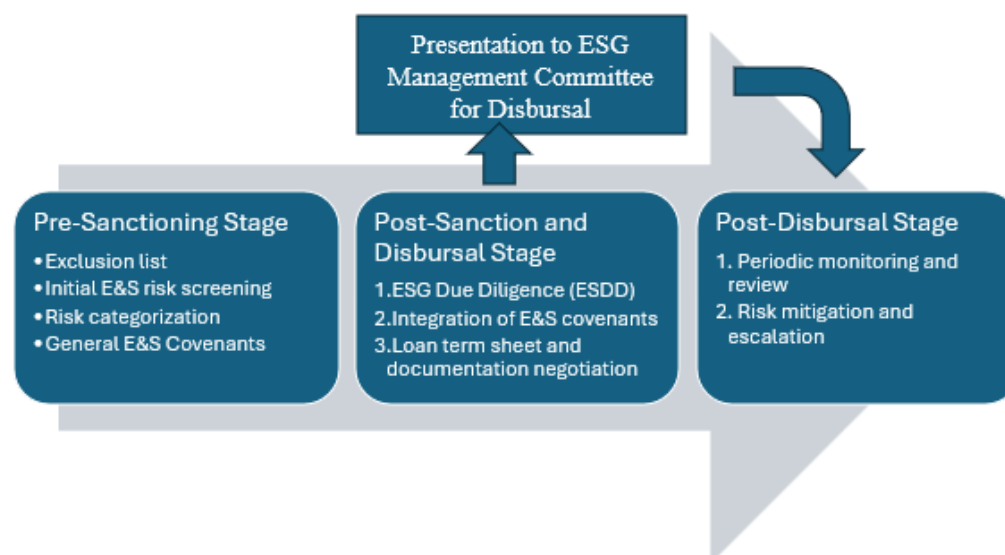 Presentation to ESG
Management Committee
for Disbursal
Pre-Sanctioning Stage
•Exclusion list
•Initial E&S risk screening
•Risk categorization
•General E&S Covenants
Post-Sanction and
Disbursal Stage
1.ESG Due Diligence (ESDD)
2.Integration of E&S covenants
3.Loan term sheet and
documentation negotiation
Post-Disbursal Stage
1. Periodic monitoring and
review
2. Risk mitigation and
escalation